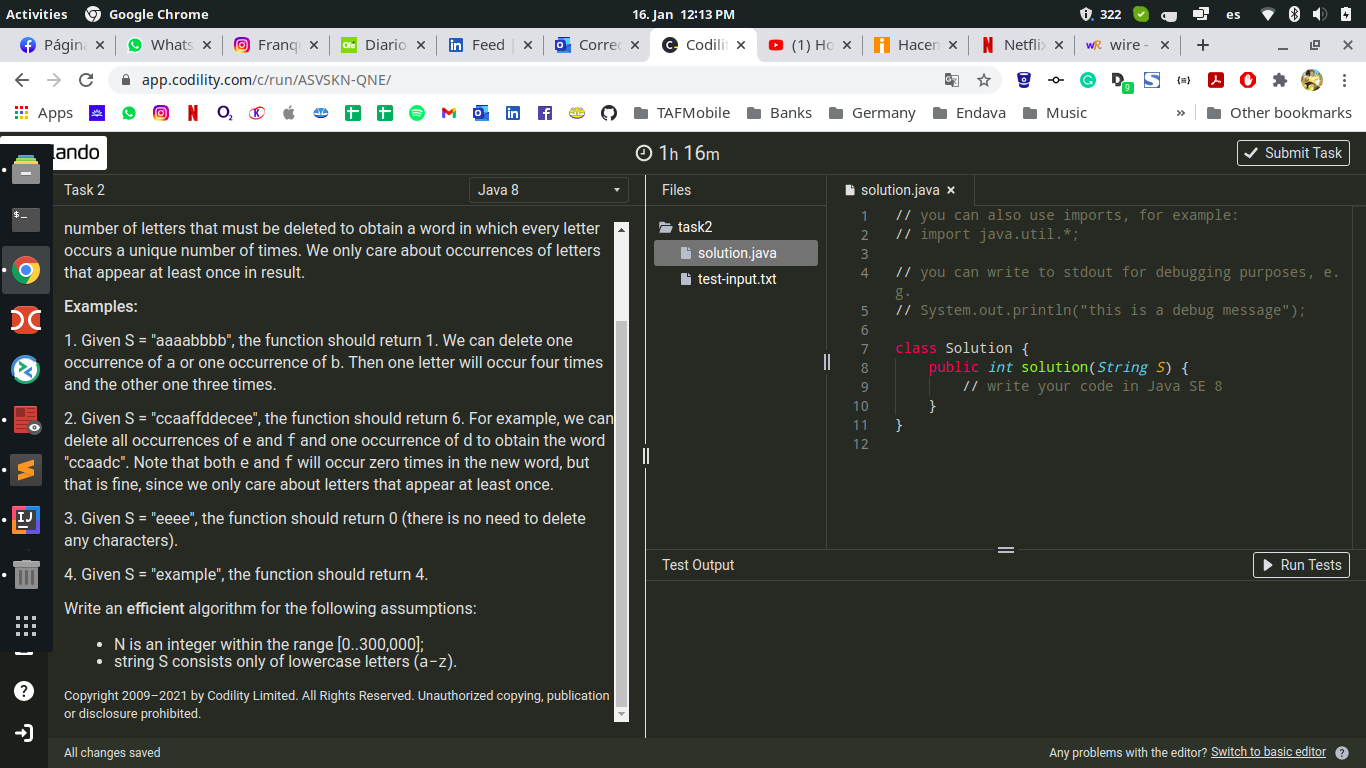 Activities
Google Chrome
16. Jan 12:13 PM
322
es
Págin
Whats
Franq
Diario
Feed |
Correo
Codilit
(1) Ho
Hacen
Netflix
wire -
app.codility.com/c/run/ASVSKN-QNE/
9
Apps
TAFMobile
Banks
Germany
Endava
Music
»
Other bookmarks
lando
1h 16m
Submit Task
Task 2
Java 8
Files
solution.java
number of letters that must be deleted to obtain a word in which every letter
occurs a unique number of times. We only care about occurrences of letters
that appear at least once in result.
Examples:
1. Given S = "aaaabbbb", the function should return 1. We can delete one
occurrence of a or one occurrence of b. Then one letter will occur four times
and the other one three times.
2. Given S = "ccaaffddecee", the function should return 6. For example, we can
delete all occurrences of e and f and one occurrence of d to obtain the word
"ccaadc". Note that both e and f will occur zero times in the new word, but
that is fine, since we only care about letters that appear at least once.
3. Given S = "eeee", the function should return 0 (there is no need to delete
any characters).
4. Given S = "example", the function should return 4.
Write an efficient algorithm for the following assumptions:
• N is an integer within the range [0..300,000];
• string S consists only of lowercase letters (a-z).
Copyright 2009–2021 by Codility Limited. All Rights Reserved. Unauthorized copying, publication
or disclosure prohibited.
task2
solution.java
test-input.txt
1 // you can also use imports, for example:
2 // import java.util.*;
3
4 // you can write to stdout for debugging purposes, e.
g.
5 // System.out.println("this is a debug message");
6
7 class Solution {
8 public int solution(String S) {
9 // write your code in Java SE 8
10 }
11 }
12
Test Output
Run Tests
All changes saved
Any problems with the editor? Switch to basic editor